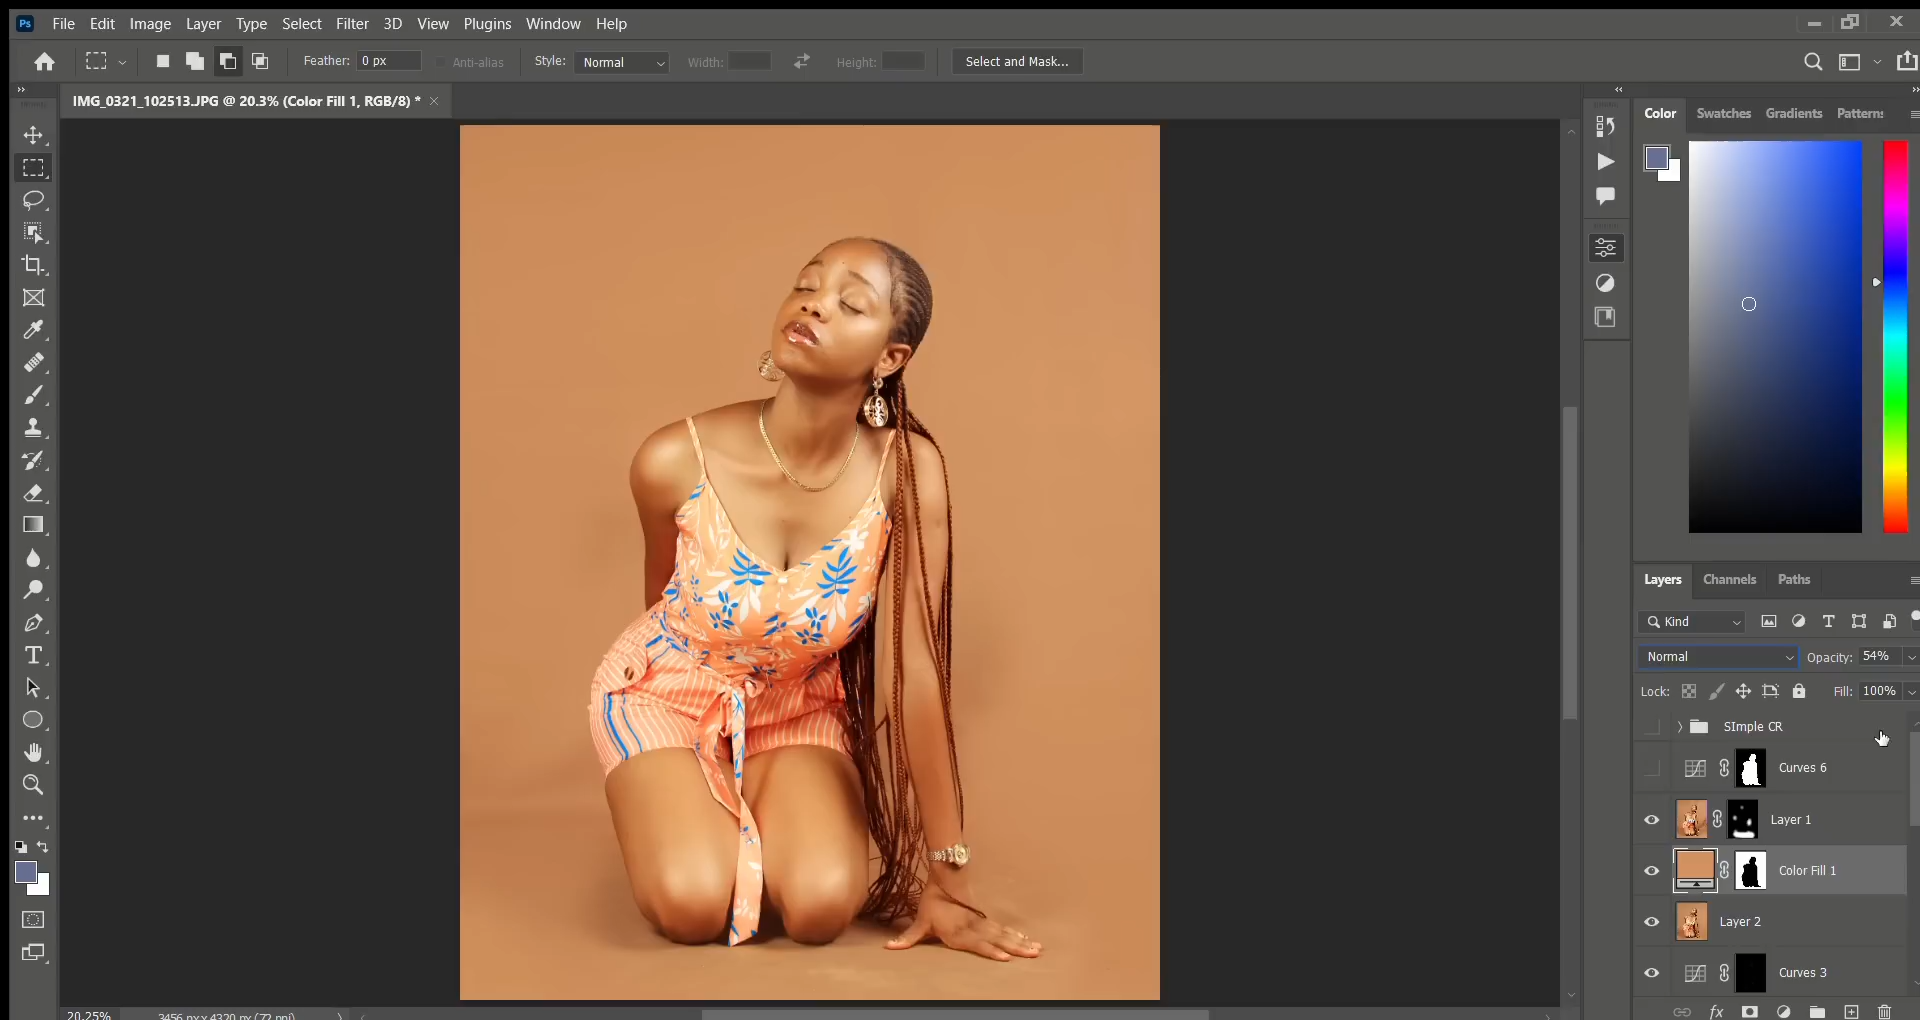 Ps File Edit Image Layer Type Select Filter 3D View Plugins Window Help
Feather: 0 px Anti-alias Style: Normal Width: Height: Select and Mask...
IMG_0321_102513.JPG @ 20.3% (Color Fill 1, RGB/8) *
Color Swatches Gradients Patterns
Layers Channels Paths
Kind
Normal Opacity: 54%
Lock: Fill: 100%
SImple CR
Curves 6
Layer 1
Color Fill 1
Layer 2
Curves 3
fx
20.25% 3456 px x 4320 px (72 ppi)